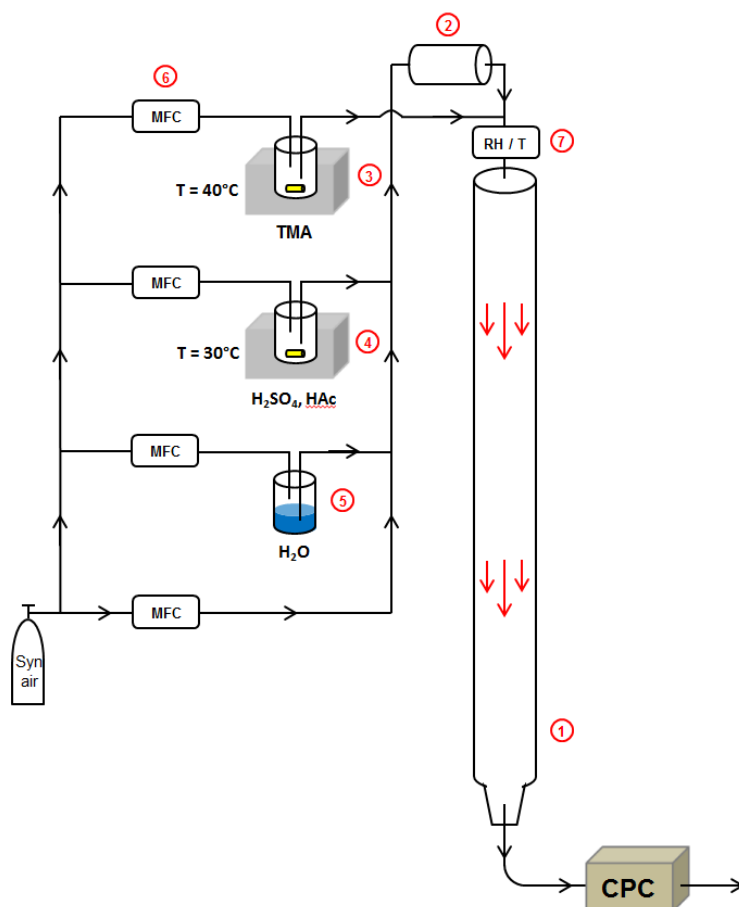 ②
⑥
MFC
RH / T
⑦
③
T = 40°C
TMA
MFC
④
T = 30°C
H₂SO₄, HAc
MFC
⑤
H₂O
MFC
Syn
air
①
CPC